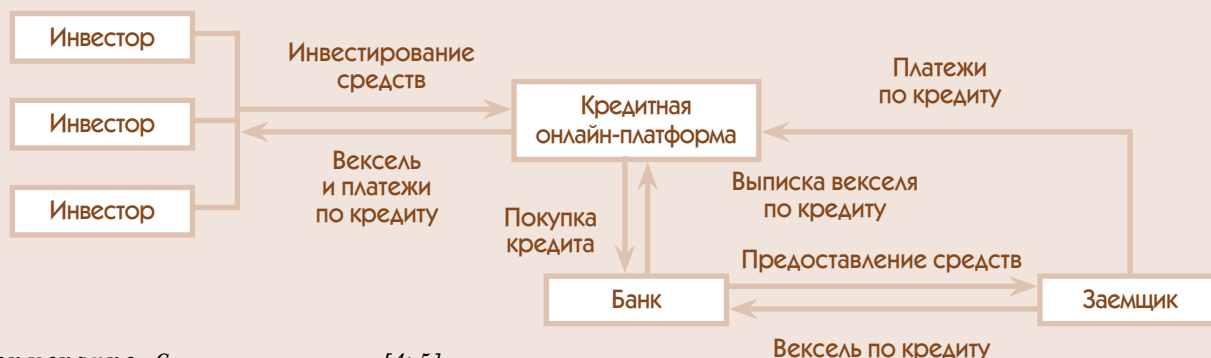 Инвестор
Инвестор
Инвестор
Инвестирование
средств
Вексель
и платежи
по кредиту
Кредитная
онлайн-платформа
Платежи
по кредиту
Покупка
кредита
Выписка векселя
по кредиту
Банк
Предоставление средств
Заемщик
Вексель по кредиту